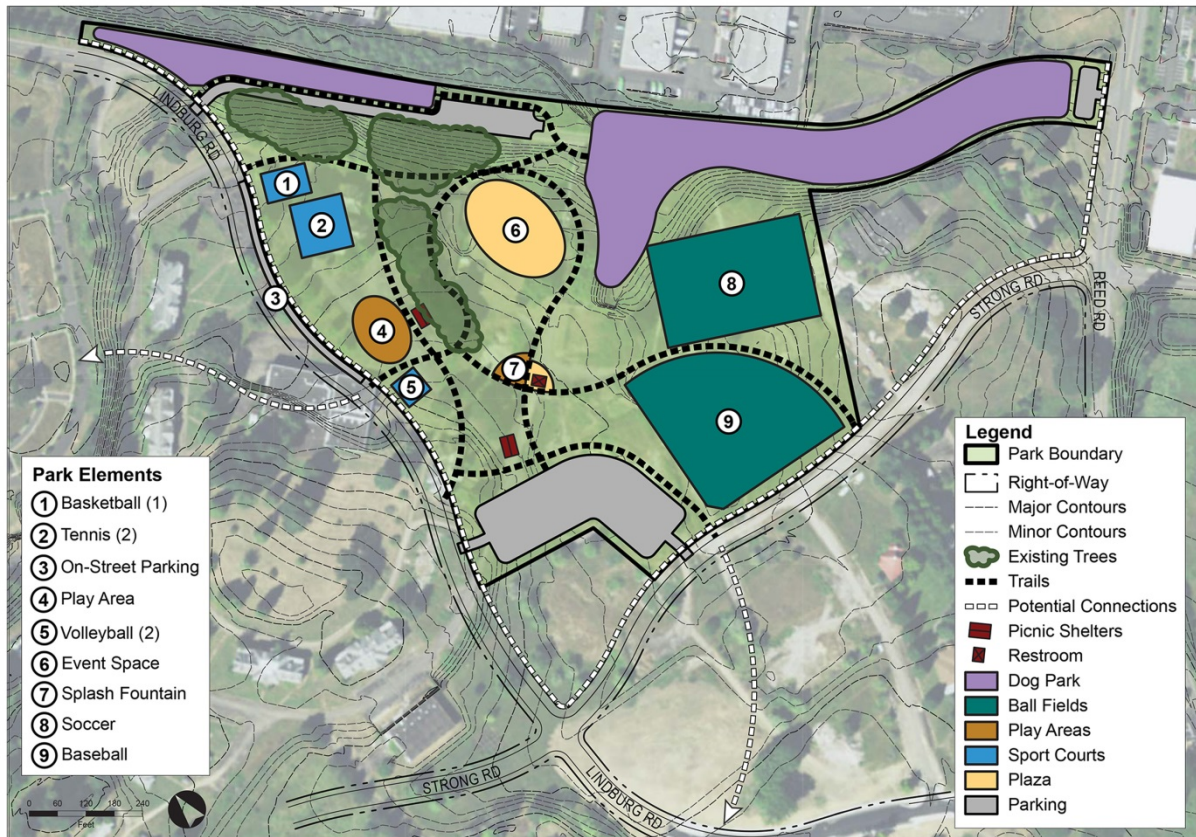 LINDBURG RD
1
2
3
4
5
6
7
8
9
STRONG RD
REED RD
Park Elements
1 Basketball (1)
2 Tennis (2)
3 On-Street Parking
4 Play Area
5 Volleyball (2)
6 Event Space
7 Splash Fountain
8 Soccer
9 Baseball
0 60 120 180 240
Feet
STRONG RD
LINDBURG RD
Legend
Park Boundary
Right-of-Way
Major Contours
Minor Contours
Existing Trees
Trails
Potential Connections
Picnic Shelters
Restroom
Dog Park
Ball Fields
Play Areas
Sport Courts
Plaza
Parking